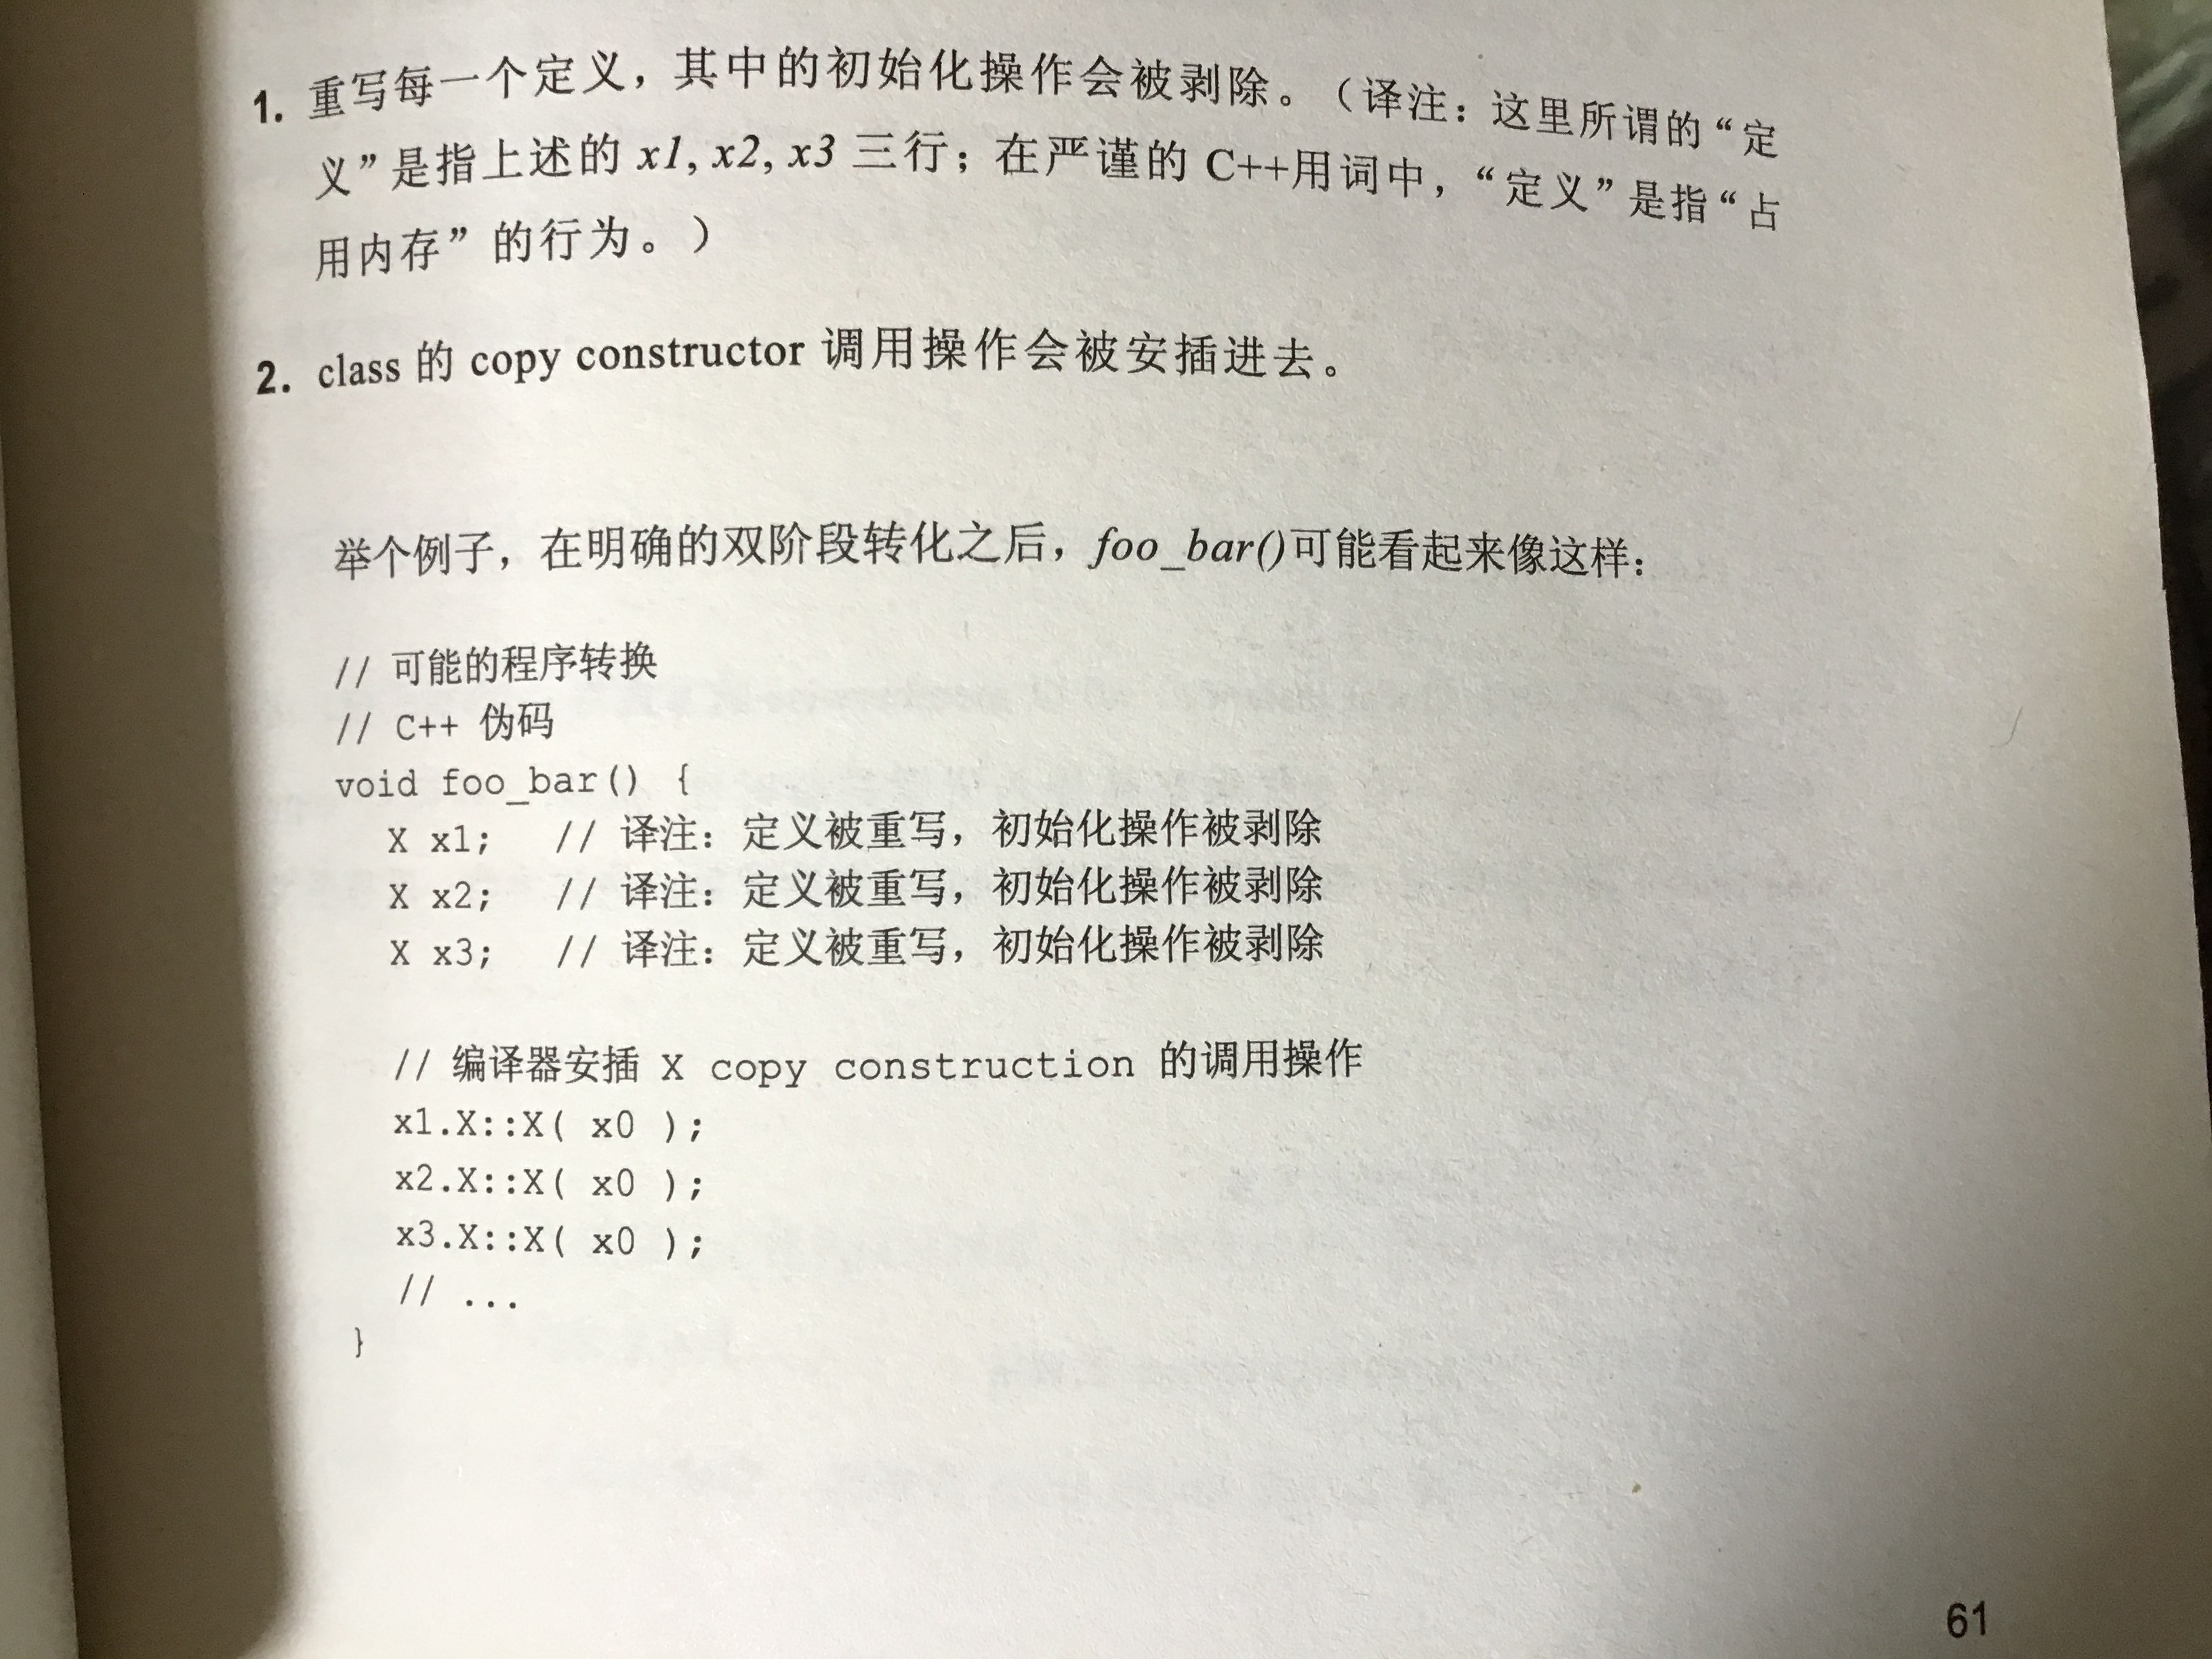 1. 重写每一个定义，其中的初始化操作会被剥除。（译注：这里所谓的“定
义”是指上述的 x1, x2, x3 三行；在严谨的 C++用词中，“定义”是指“占
用内存”的行为。）
2. class 的 copy constructor 调用操作会被安插进去。
举个例子，在明确的双阶段转化之后，foo_bar()可能看起来像这样：
// 可能的程序转换
// C++ 伪码
void foo_bar() {
X x1; // 译注：定义被重写，初始化操作被剥除
X x2; // 译注：定义被重写，初始化操作被剥除
X x3; // 译注：定义被重写，初始化操作被剥除
// 编译器安插 X copy construction 的调用操作
x1.X::X( x0 );
x2.X::X( x0 );
x3.X::X( x0 );
// ...
}
61